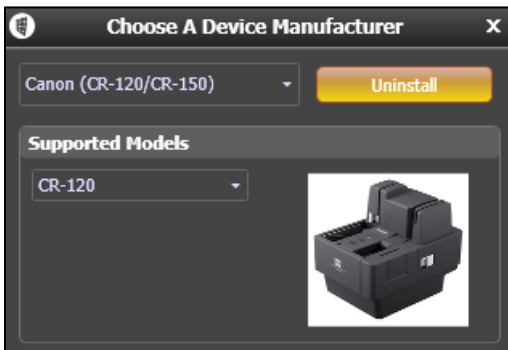 Choose A Device Manufacturer X
Canon (CR-120/CR-150)
Uninstall
Supported Models
CR-120